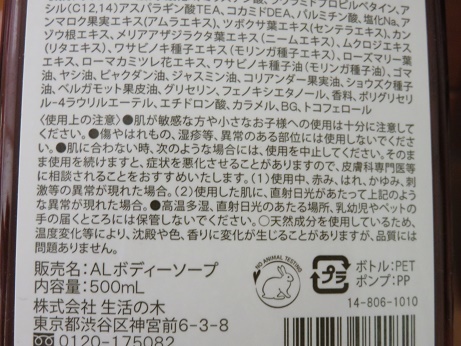 シル(C12,14)アスパラギン酸TEA、コカミドDEA、パルミチン酸、塩化Na、ア
ンマロク果実エキス(アムラエキス)、ツボクサ葉エキス(センテラエキス)、カ
ンゾウ根エキス、メリアアザジラクタ葉エキス(ニームエキス)、ムクロジエキス
(リタエキス)、ワサビノキ種子エキス(モリンガエキス)、ローズマリー葉
エキス、ローマカミツレ花エキス、ワサビノキ種子油(モリンガ種子油)、ゴマ
油、ヤシ油、ビャクダン油、ジャスミン油、コリアンダー果実油、ショウズク種子
油、ベルガモット果皮油、グリセリン、フェノキシエタノール、香料、ポリグリセリ
ル-4ラウリルエーテル、エチドロン酸、カラメル、BG、トコフェロール
〈使用上の注意〉●肌が敏感な方や小さなお子様への使用は十分に注意して
ください。●傷やはれもの、湿疹等、異常のある部位には使用しないでくださ
い。●肌に合わない時、次のような場合には、使用を中止してください。そのま
ま使用を続けますと、症状を悪化させることがありますので、皮膚科専門医等
に相談されることをおすすめいたします。(1)使用中、赤み、はれ、かゆみ、刺
激等の異常が現れた場合。(2)使用した肌に、直射日光があたって上記のよう
な異常が現れた場合。●高温多湿、直射日光のあたる場所、乳幼児やペットの
手の届くところには保管しないでください。○天然成分を使用しているため、
温度変化等により、沈殿や色、香りに変化が生じることがありますが、品質には
問題ありません。
販売名:ALボディーソープ
内容量:500mL
株式会社 生活の木
東京都渋谷区神宮前6-3-8
0120-175082
NO ANIMAL TESTING
プラ
ボトル:PET
ポンプ:PP
14-806-1010